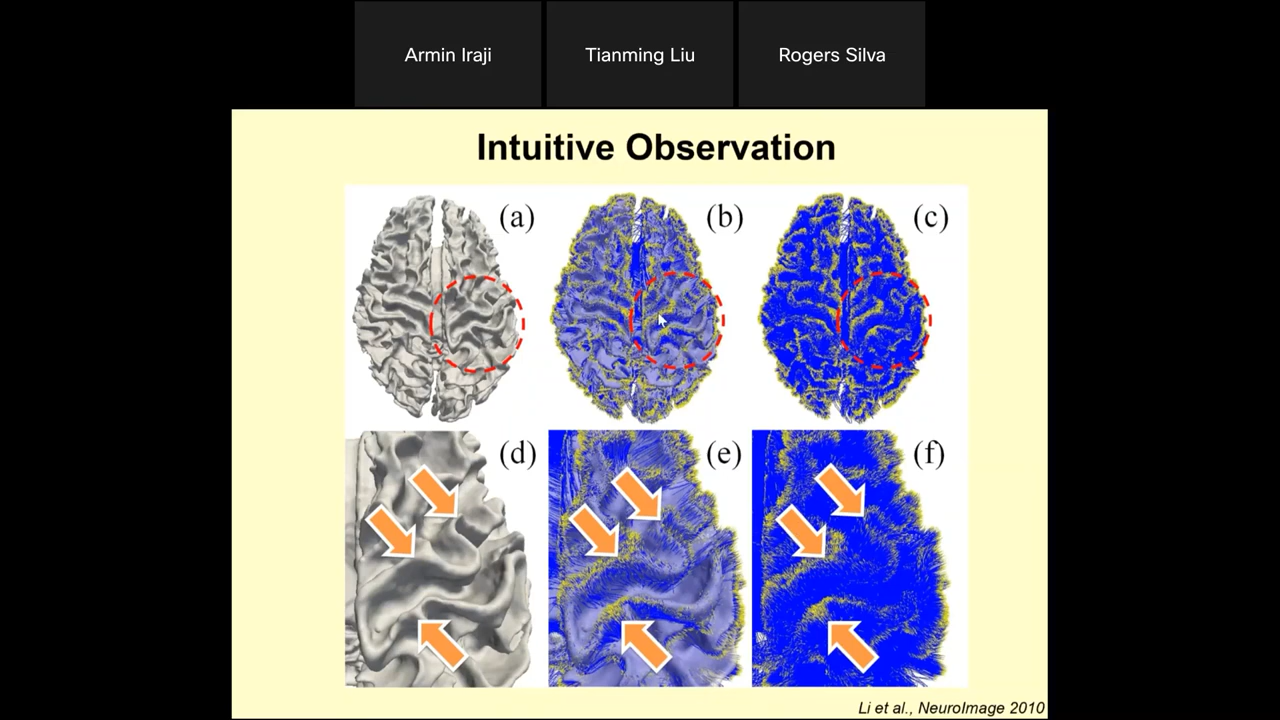 Armin Iraji
Tianming Liu
Rogers Silva
Intuitive Observation
(a)
(b)
(c)
(d)
(e)
(f)
Li et al., NeuroImage 2010